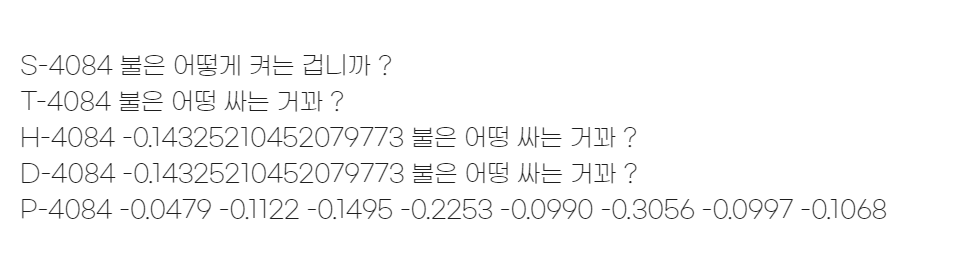 S-4084 불은 어떻게 켜는 겁니까 ?
T-4084 불은 어떵 싸는 거꽈 ?
H-4084 -0.14325210452079773 불은 어떵 싸는 거꽈 ?
D-4084 -0.14325210452079773 불은 어떵 싸는 거꽈 ?
P-4084 -0.0479 -0.1122 -0.1495 -0.2253 -0.0990 -0.3056 -0.0997 -0.1068